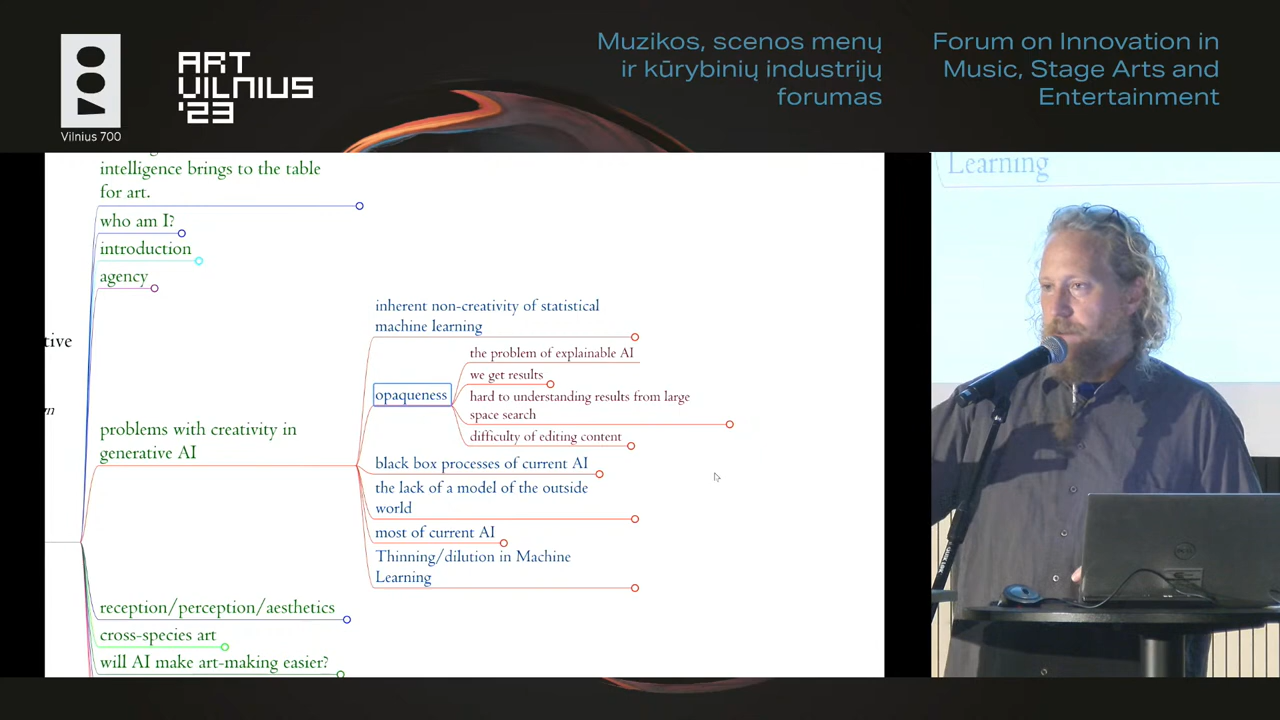 Vilnius 700
ART
VILNIUS
'23
Muzikos, scenos menų
ir kūrybinių industrijų
forumas
Forum on Innovation in
Music, Stage Arts and
Entertainment
intelligence brings to the table
for art.
who am I?
introduction
agency
tive
problems with creativity in
generative AI
inherent non-creativity of statistical
machine learning
opaqueness
the problem of explainable AI
we get results
hard to understanding results from large
space search
difficulty of editing content
black box processes of current AI
the lack of a model of the outside
world
most of current AI
Thinning/dilution in Machine
Learning
reception/perception/aesthetics
cross-species art
will AI make art-making easier?
Learning
DELL